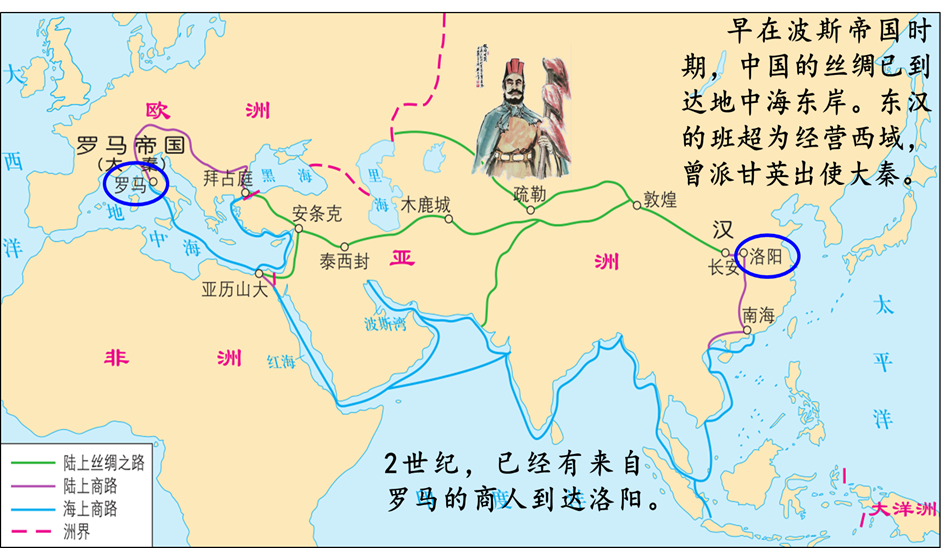 早在波斯帝国时
期，中国的丝绸已到
达地中海东岸。东汉
的班超为经营西域，
曾派甘英出使大秦。
大
西
洋
欧 洲
罗马帝国
（大 秦）
罗马
拜占庭
黑 海
里
海
地
中 海
安条克
木鹿城
疏勒
敦煌
汉
长安
洛阳
泰西封
亚 洲
亚历山大
波斯湾
南海
太
平
洋
非 洲
红海
2世纪，已经有来自
罗马的商人到达洛阳。
大洋洲
陆上丝绸之路
陆上商路
海上商路
洲界